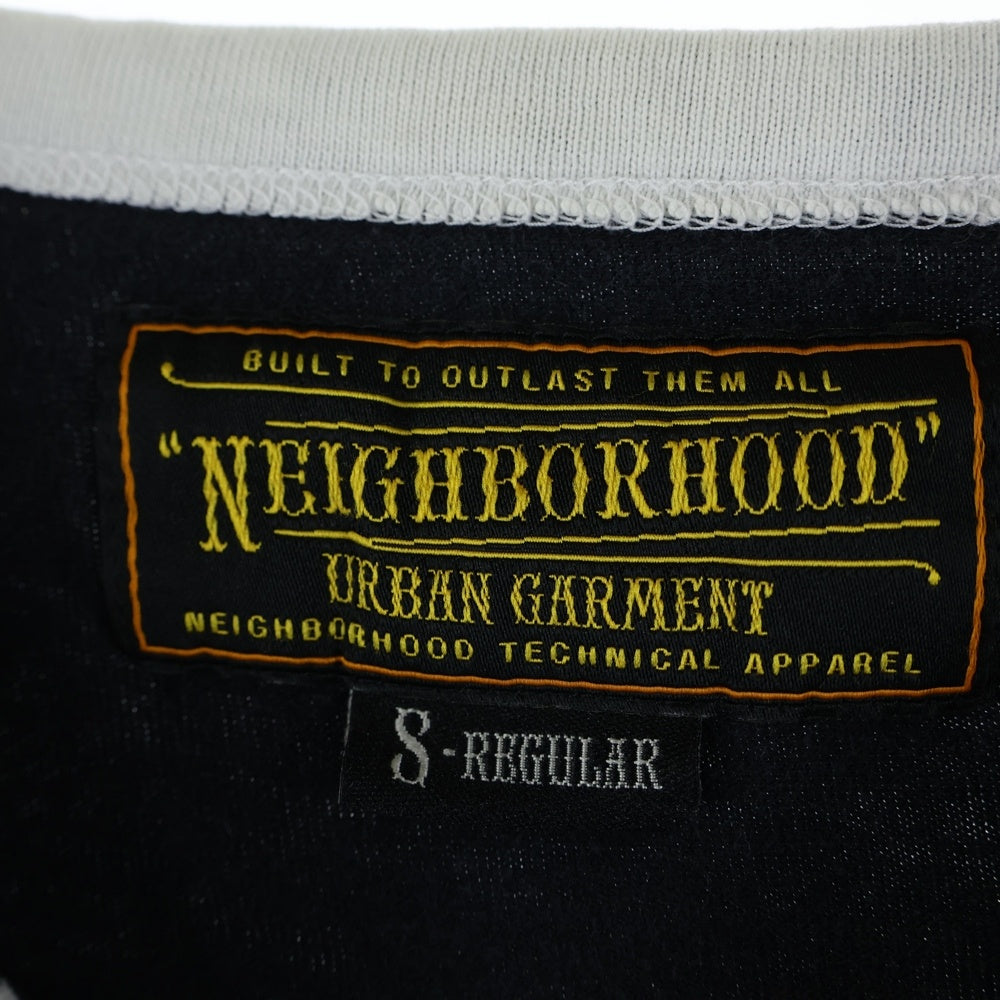 BUILT TO OUTLAST THEM ALL
"NEIGHBORHOOD"
URBAN GARMENT
NEIGHBORHOOD TECHNICAL APPAREL
S-REGULAR